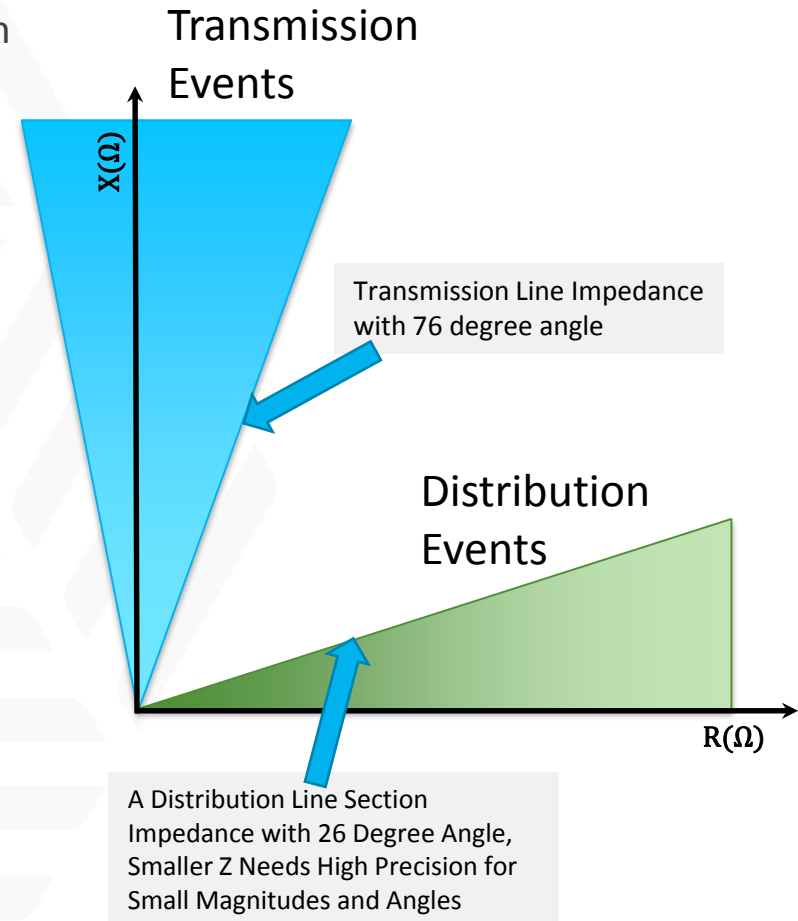 n
Transmission
Events
X(Ω)
Transmission Line Impedance
with 76 degree angle
Distribution
Events
R(Ω)
A Distribution Line Section
Impedance with 26 Degree Angle,
Smaller Z Needs High Precision for
Small Magnitudes and Angles